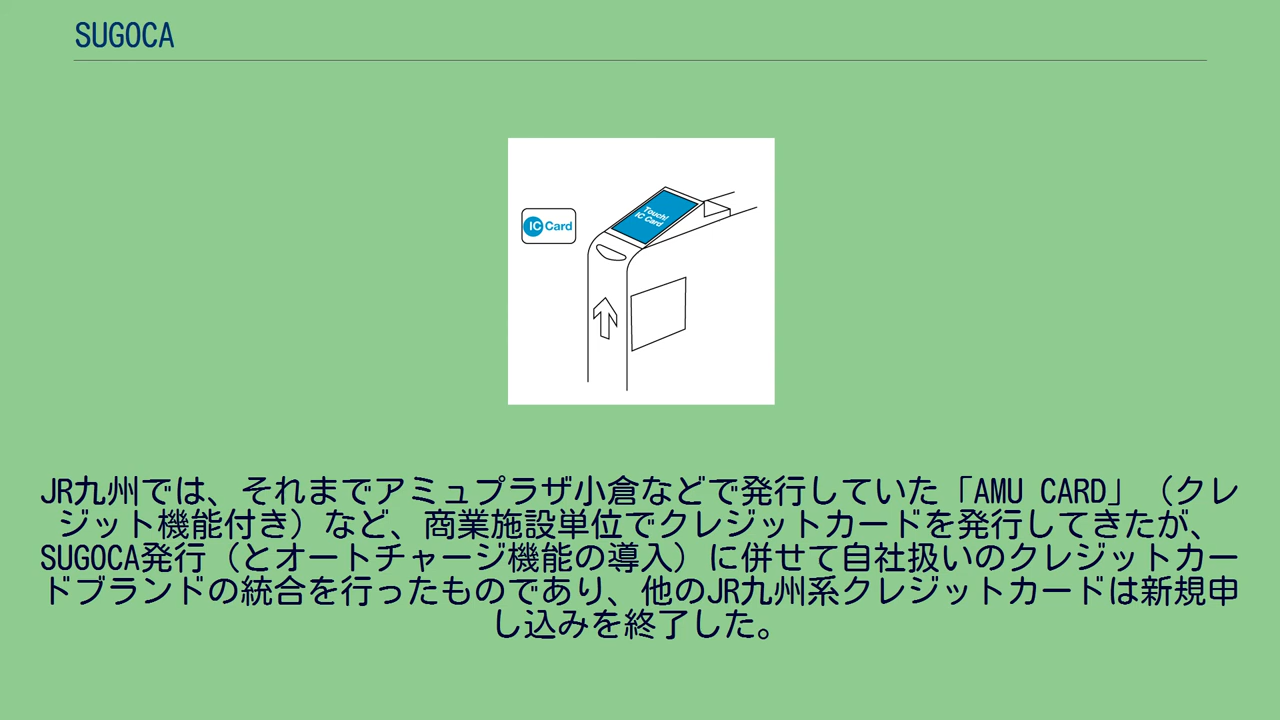 SUGOCA
IC Card
Touch!
IC Card
JR九州では、それまでアミュプラザ小倉などで発行していた「AMU CARD」（クレ
ジット機能付き）など、商業施設単位でクレジットカードを発行してきたが、
SUGOCA発行（とオートチャージ機能の導入）に併せて自社扱いのクレジットカー
ドブランドの統合を行ったものであり、他のJR九州系クレジットカードは新規申
し込みを終了した。